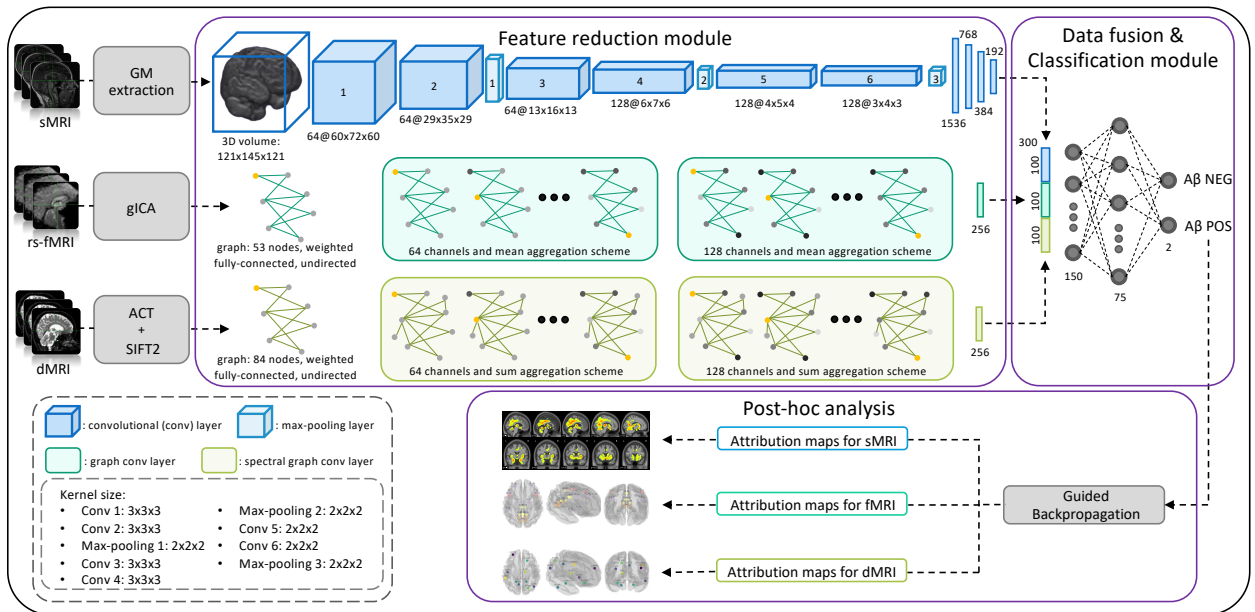 Feature reduction module
Data fusion &
Classification module
sMRI
GM
extraction
3D volume:
121x145x121
1
64@60x72x60
2
64@29x35x29
1
3
64@13x16x13
4
128@6x7x6
2
5
128@4x5x4
6
128@3x4x3
3
1536
768
384
192
rs-fMRI
gICA
graph: 53 nodes, weighted
fully-connected, undirected
64 channels and mean aggregation scheme
128 channels and mean aggregation scheme
256
dMRI
ACT
+
SIFT2
graph: 84 nodes, weighted
fully-connected, undirected
64 channels and sum aggregation scheme
128 channels and sum aggregation scheme
256
300
100
100
100
150
75
2
Aβ NEG
Aβ POS
: convolutional (conv) layer
: max-pooling layer
: graph conv layer
: spectral graph conv layer
Kernel size:
• Conv 1: 3x3x3
• Conv 2: 3x3x3
• Max-pooling 1: 2x2x2
• Conv 3: 3x3x3
• Conv 4: 3x3x3
• Max-pooling 2: 2x2x2
• Conv 5: 2x2x2
• Conv 6: 2x2x2
• Max-pooling 3: 2x2x2
Post-hoc analysis
Attribution maps for sMRI
Attribution maps for fMRI
Attribution maps for dMRI
Guided
Backpropagation